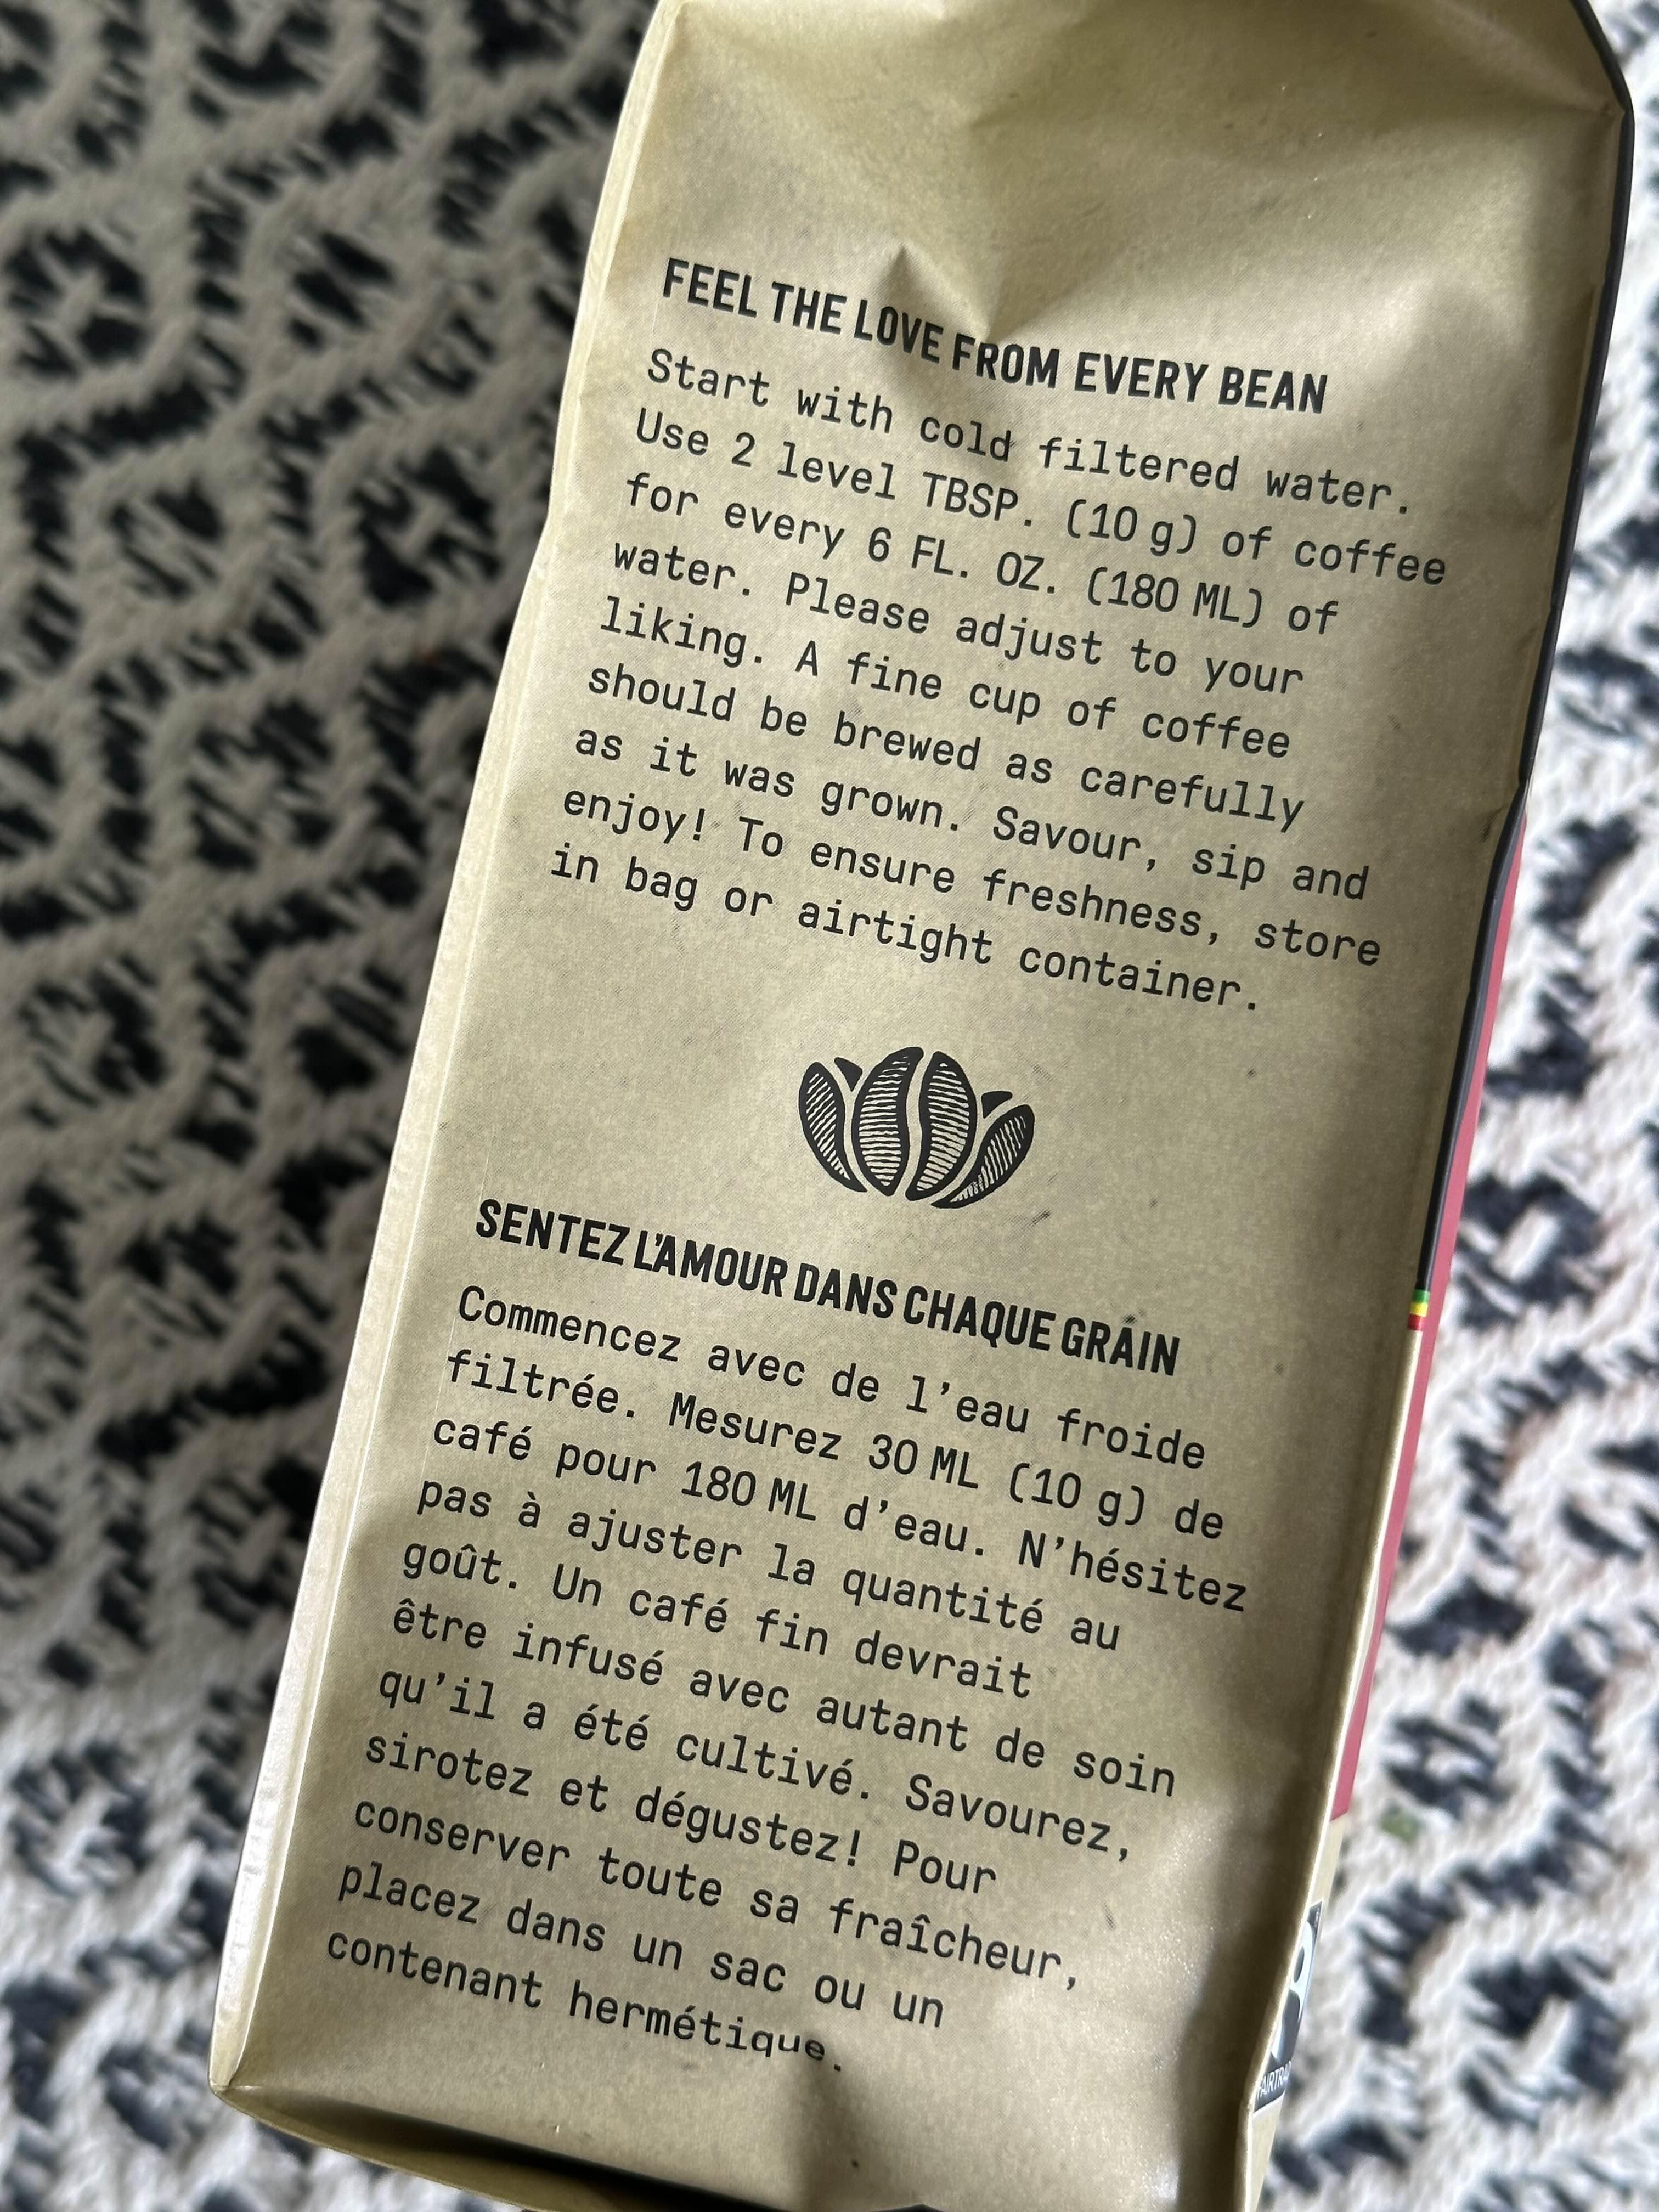 FEEL THE LOVE FROM EVERY BEAN
Start with cold filtered water.
Use 2 level TBSP. (10 g) of coffee
for every 6 FL. OZ. (180 ML) of
water. Please adjust to your
liking. A fine cup of coffee
should be brewed as carefully
as it was grown. Savour, sip and
enjoy! To ensure freshness, store
in bag or airtight container.
SENTEZ L'AMOUR DANS CHAQUE GRAIN
Commencez avec de l'eau froide
filtrée. Mesurez 30 ML (10 g) de
café pour 180 ML d'eau. N'hésitez
pas à ajuster la quantité au
goût. Un café fin devrait
être infusé avec autant de soin
qu'il a été cultivé. Savourez,
sirotez et dégustez! Pour
conserver toute sa fraîcheur,
placez dans un sac ou un
contenant hermétique.